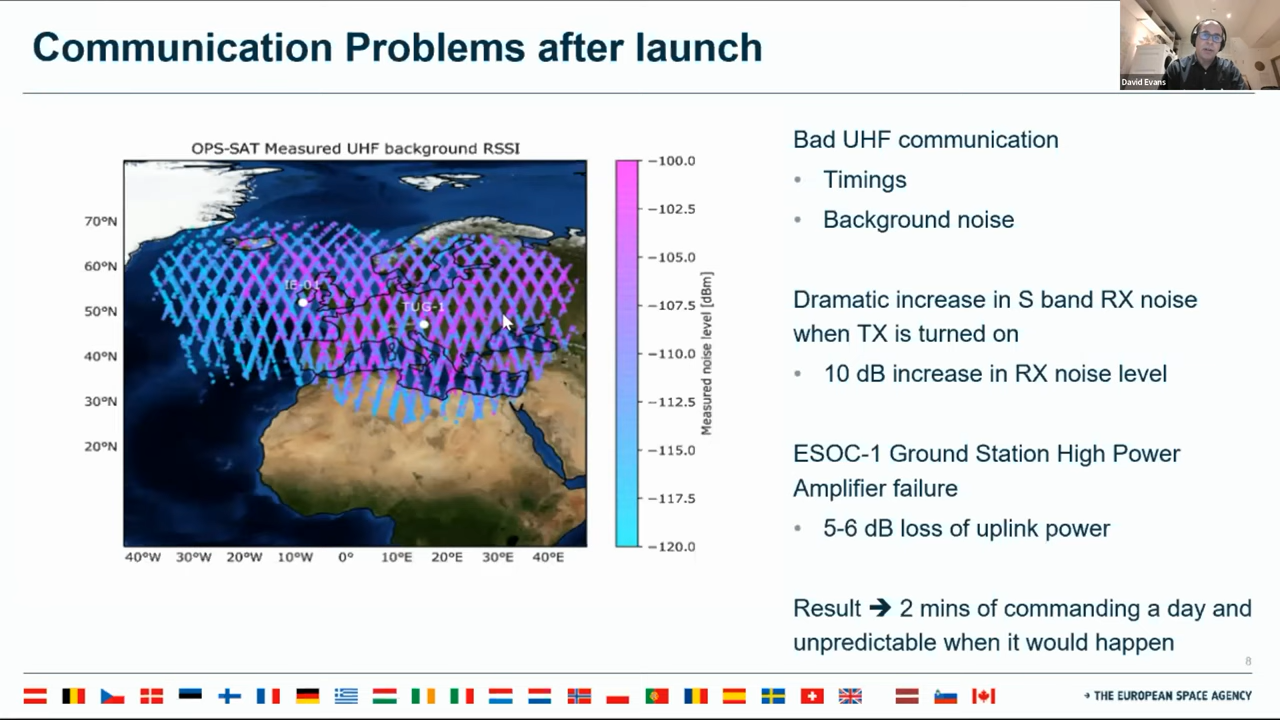 Communication Problems after launch
David Evans
OPS-SAT Measured UHF background RSSI
70°N
60°N
50°N
40°N
30°N
20°N
40°W 30°W 20°W 10°W 0° 10°E 20°E 30°E 40°E
IE-01
TUG-1
−100.0
−102.5
−105.0
−107.5
−110.0
−112.5
−115.0
−117.5
−120.0
Measured noise level [dBm]
Bad UHF communication
• Timings
• Background noise
Dramatic increase in S band RX noise
when TX is turned on
• 10 dB increase in RX noise level
ESOC-1 Ground Station High Power
Amplifier failure
• 5-6 dB loss of uplink power
Result ➔ 2 mins of commanding a day and
unpredictable when it would happen
8
→ THE EUROPEAN SPACE AGENCY